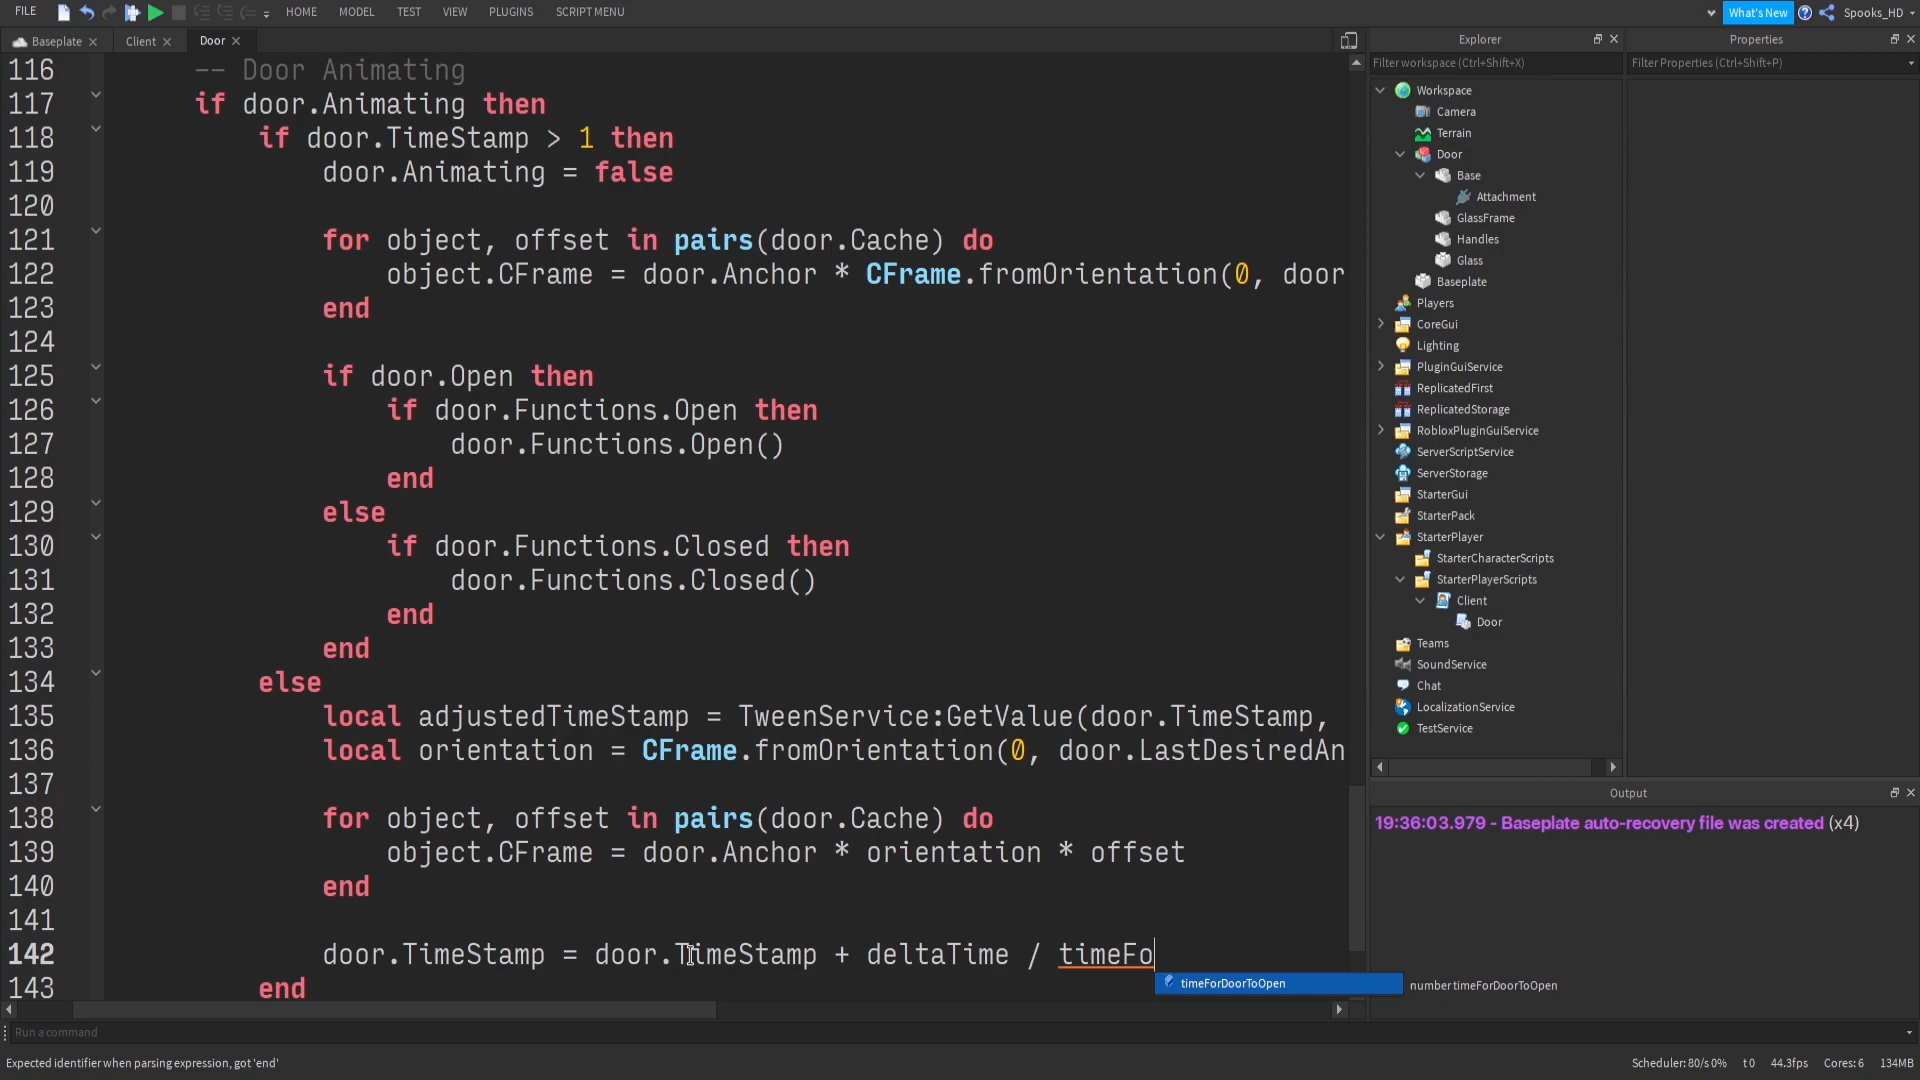 FILE HOME MODEL TEST VIEW PLUGINS SCRIPT MENU What's New Spooks_HD
Baseplate Client Door
116 -- Door Animating
117 if door.Animating then
118 if door.TimeStamp > 1 then
119 door.Animating = false
120
121 for object, offset in pairs(door.Cache) do
122 object.CFrame = door.Anchor * CFrame.fromOrientation(0, door
123 end
124
125 if door.Open then
126 if door.Functions.Open then
127 door.Functions.Open()
128 end
129 else
130 if door.Functions.Closed then
131 door.Functions.Closed()
132 end
133 end
134 else
135 local adjustedTimeStamp = TweenService:GetValue(door.TimeStamp,
136 local orientation = CFrame.fromOrientation(0, door.LastDesiredAn
137
138 for object, offset in pairs(door.Cache) do
139 object.CFrame = door.Anchor * orientation * offset
140 end
141
142 door.TimeStamp = door.TimeStamp + deltaTime / timeFo
timeForDoorToOpen
number timeForDoorToOpen
143 end
Run a command
Expected identifier when parsing expression, got 'end'
Explorer
Filter workspace (Ctrl+Shift+X)
Workspace
Camera
Terrain
Door
Base
Attachment
GlassFrame
Handles
Glass
Baseplate
Players
CoreGui
Lighting
PluginGuiService
ReplicatedFirst
ReplicatedStorage
RobloxPluginGuiService
ServerScriptService
ServerStorage
StarterGui
StarterPack
StarterPlayer
StarterCharacterScripts
StarterPlayerScripts
Client
Door
Teams
SoundService
Chat
LocalizationService
TestService
Properties
Filter Properties (Ctrl+Shift+P)
Output
19:36:03.979 - Baseplate auto-recovery file was created (x4)
Scheduler: 80/s 0% t 0 44.3fps Cores: 6 134MB